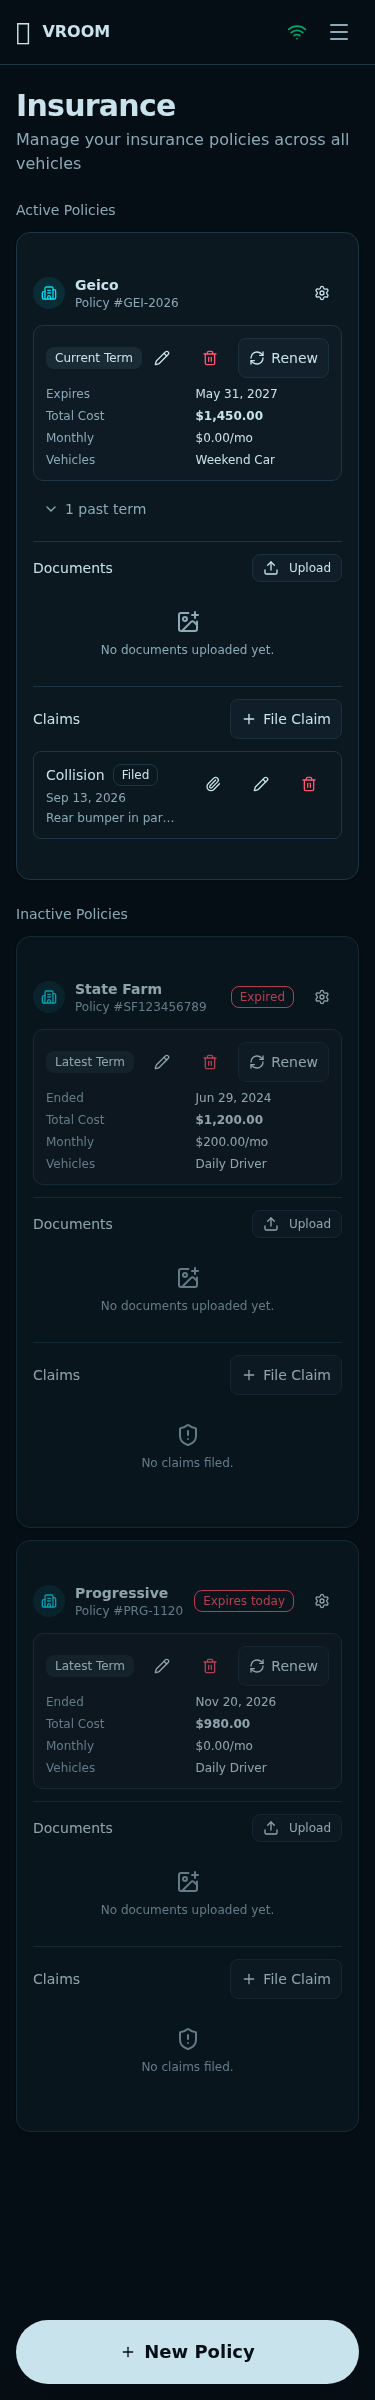 VROOM
Insurance
Manage your insurance policies across all
vehicles
Active Policies
Geico
Policy #GEI-2026
Current Term
Renew
Expires May 31, 2027
Total Cost $1,450.00
Monthly $0.00/mo
Vehicles Weekend Car
1 past term
Documents Upload
No documents uploaded yet.
Claims File Claim
Collision Filed
Sep 13, 2026
Rear bumper in par…
Inactive Policies
State Farm Expired
Policy #SF123456789
Latest Term Renew
Ended Jun 29, 2024
Total Cost $1,200.00
Monthly $200.00/mo
Vehicles Daily Driver
Documents Upload
No documents uploaded yet.
Claims File Claim
No claims filed.
Progressive Expires today
Policy #PRG-1120
Latest Term Renew
Ended Nov 20, 2026
Total Cost $980.00
Monthly $0.00/mo
Vehicles Daily Driver
Documents Upload
No documents uploaded yet.
Claims File Claim
No claims filed.
New Policy